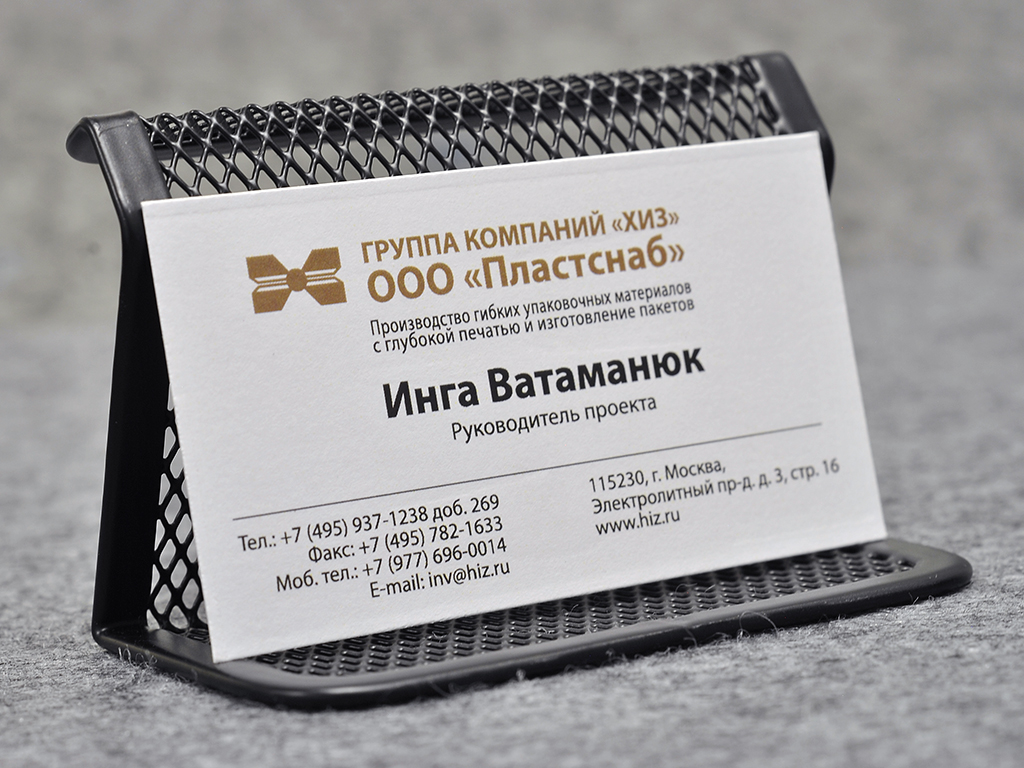 ГРУППА КОМПАНИЙ «ХИЗ»
ООО «Пластснаб»
Производство гибких упаковочных материалов
с глубокой печатью и изготовление пакетов
Инга Ватаманюк
Руководитель проекта
Тел.: +7 (495) 937-1238 доб. 269
Факс: +7 (495) 782-1633
Моб. тел.: +7 (977) 696-0014
E-mail: inv@hiz.ru
115230, г. Москва,
Электролитный пр-д. д. 3, стр. 16
www.hiz.ru